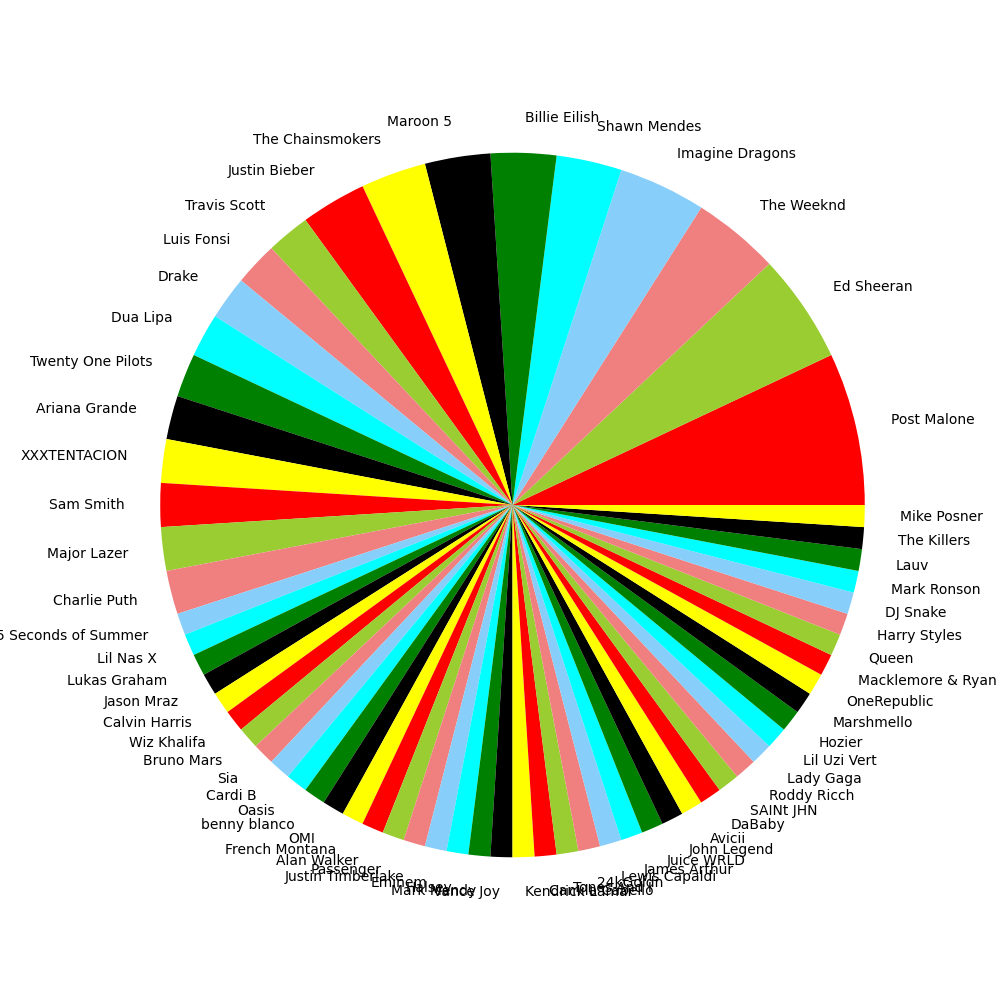 Billie Eilish
Maroon 5
Shawn Mendes
The Chainsmokers
Imagine Dragons
Justin Bieber
Travis Scott
The Weeknd
Luis Fonsi
Drake
Ed Sheeran
Dua Lipa
Twenty One Pilots
Ariana Grande
Post Malone
XXXTENTACION
Sam Smith
Mike Posner
The Killers
Major Lazer
Lauv
Mark Ronson
Charlie Puth
DJ Snake
5 Seconds of Summer
Harry Styles
Lil Nas X
Queen
Lukas Graham
Macklemore & Ryan
Jason Mraz
OneRepublic
Calvin Harris
Marshmello
Wiz Khalifa
Hozier
Bruno Mars
Lil Uzi Vert
Sia
Lady Gaga
Cardi B
Roddy Ricch
Oasis
SAINt JHN
benny blanco
DaBaby
OMI
Avicii
French Montana
John Legend
Alan Walker
Juice WRLD
Passenger
James Arthur
Justin Timberlake
Lewis Capaldi
Eminem
24kGoldn
Halsey
Tones and I
Mark
Camila Cabello
Vance Joy
Kendrick Lamar